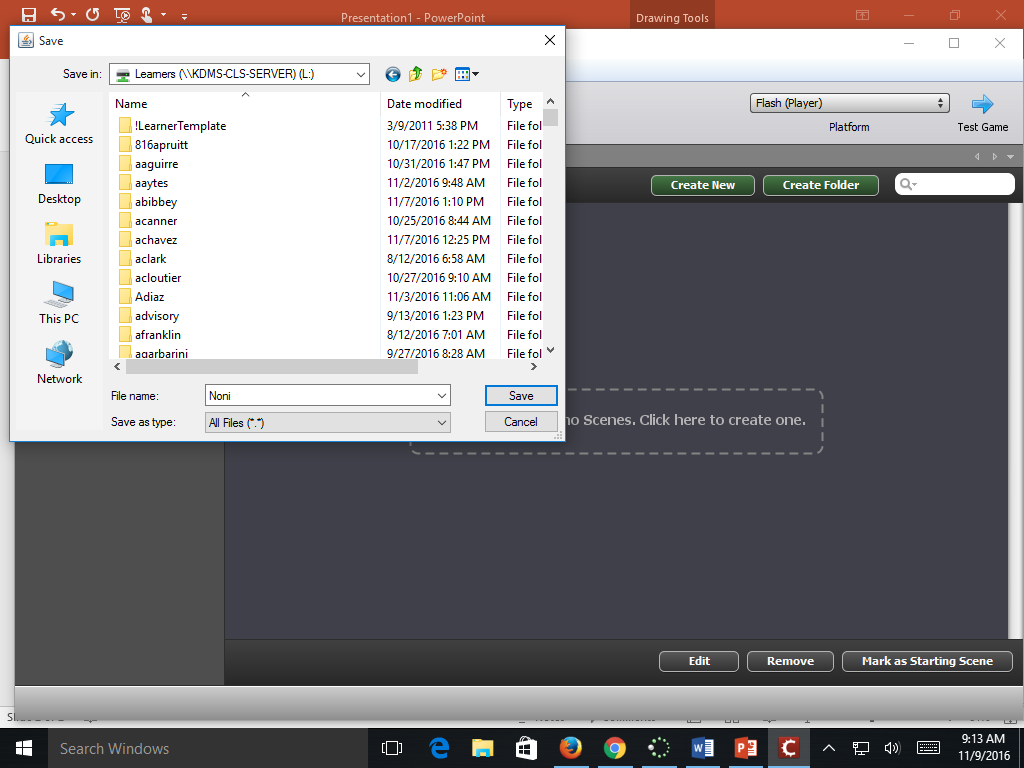 Presentation1 - PowerPoint
Drawing Tools
Save
Save in:
Learners (\\KDMS-CLS-SERVER) (L:)
Quick access
Desktop
Libraries
This PC
Network
Name Date modified Type
!LearnerTemplate 3/9/2011 5:38 PM File fol
816apruitt 10/17/2016 1:22 PM File fol
aaguirre 10/31/2016 1:47 PM File fol
aaytes 11/2/2016 9:48 AM File fol
abibbey 11/7/2016 1:10 PM File fol
acanner 10/25/2016 8:44 AM File fol
achavez 11/7/2016 12:25 PM File fol
aclark 8/12/2016 6:58 AM File fol
acloutier 10/27/2016 9:10 AM File fol
Adiaz 11/3/2016 11:06 AM File fol
advisory 9/13/2016 1:23 PM File fol
afranklin 8/12/2016 7:01 AM File fol
agarbarini 9/27/2016 8:28 AM File fol
File name: Noni Save
Save as type: All Files (*.*) Cancel
Flash (Player)
Platform
Test Game
Create New Create Folder
no Scenes. Click here to create one.
Edit Remove Mark as Starting Scene
Search Windows
9:13 AM
11/9/2016